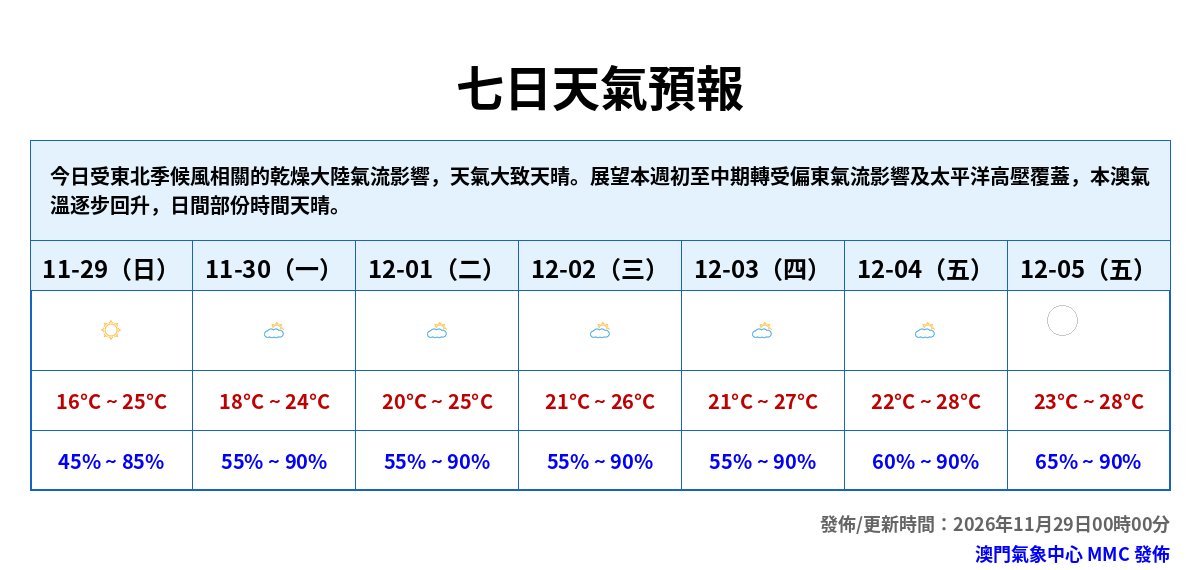 七日天氣預報
今日受東北季候風相關的乾燥大陸氣流影響，天氣大致天晴。展望本週初至中期轉受偏東氣流影響及太平洋高壓覆蓋，本澳氣
溫逐步回升，日間部份時間天晴。
11-29（日） 11-30（一） 12-01（二） 12-02（三） 12-03（四） 12-04（五） 12-05（五）
16°C ~ 25°C 18°C ~ 24°C 20°C ~ 25°C 21°C ~ 26°C 21°C ~ 27°C 22°C ~ 28°C 23°C ~ 28°C
45% ~ 85% 55% ~ 90% 55% ~ 90% 55% ~ 90% 55% ~ 90% 60% ~ 90% 65% ~ 90%
發佈/更新時間：2026年11月29日00時00分
澳門氣象中心 MMC 發佈